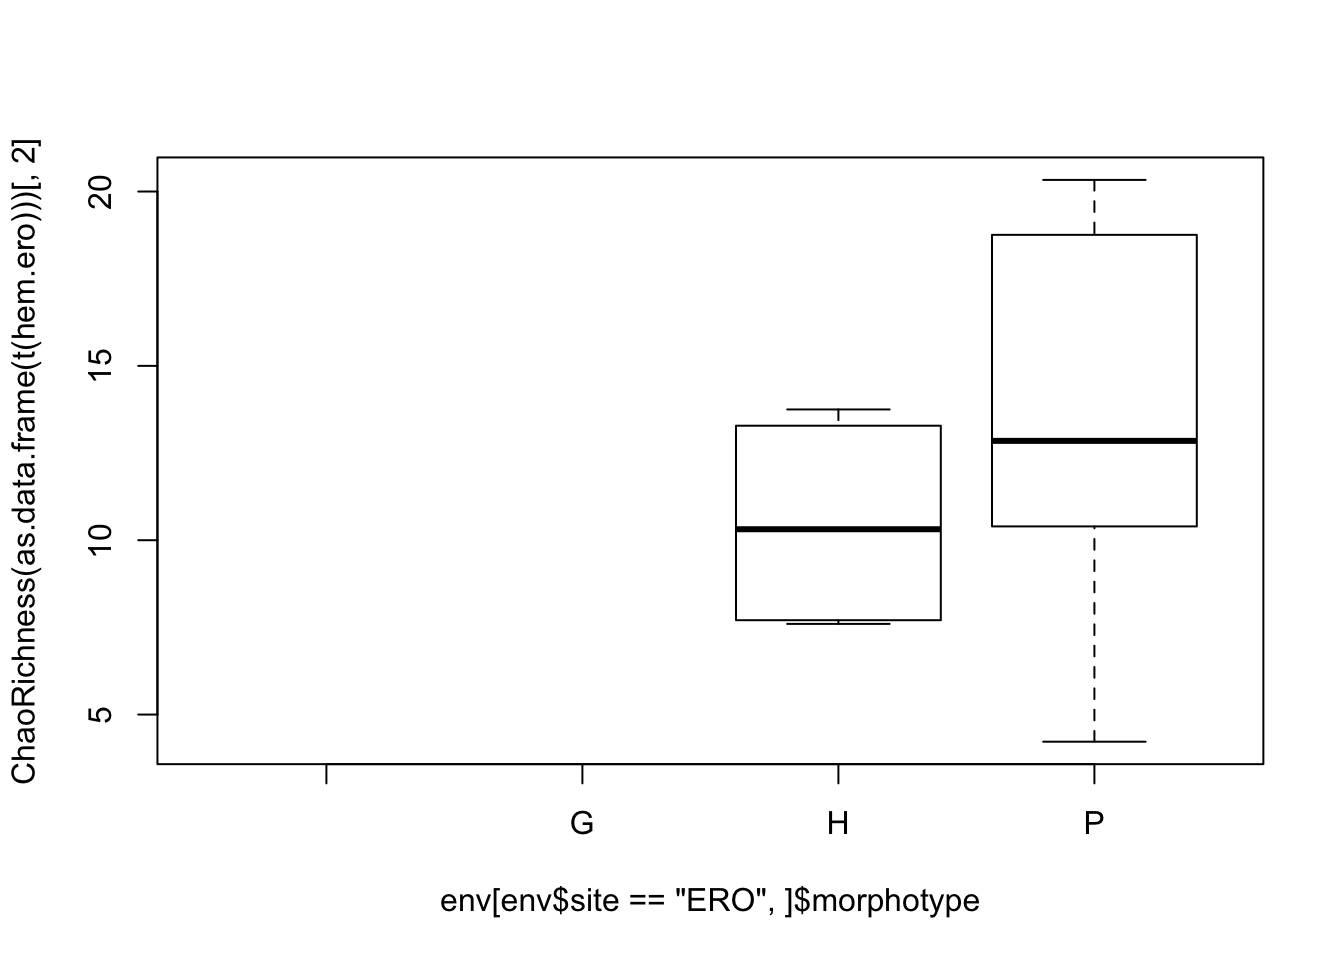 ChaoRichness(as.data.frame(t(hem.ero)))[, 2]
20
15
10
5
G H P
env[env$site == "ERO", ]$morphotype